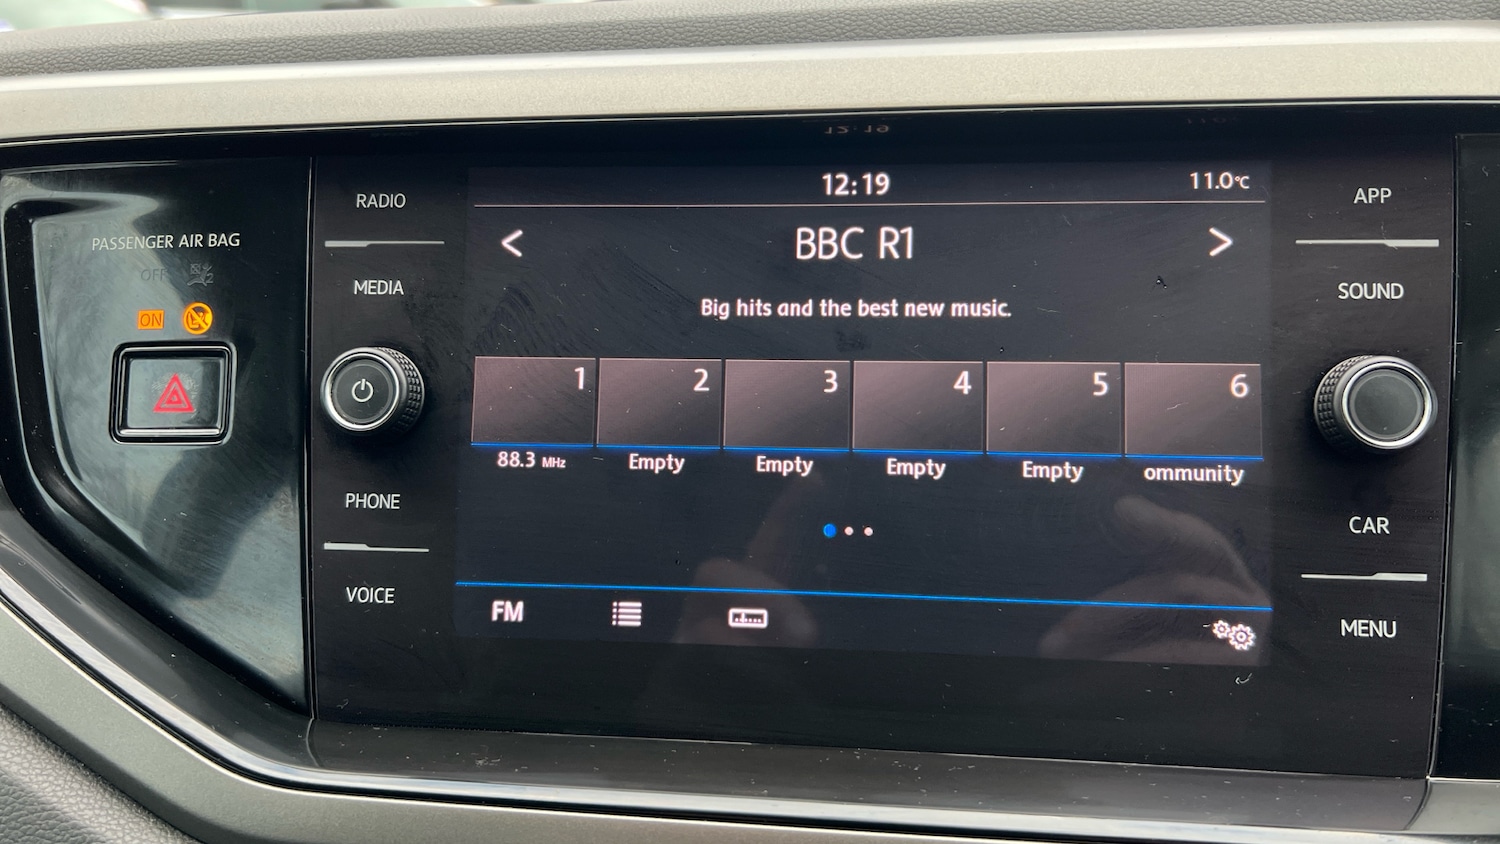 12:19
11.0°C
RADIO
APP
PASSENGER AIR BAG
OFF
ON
MEDIA
< BBC R1 >
SOUND
Big hits and the best new music.
1 2 3 4 5 6
88.3 MHz Empty Empty Empty Empty ommunity
PHONE
CAR
VOICE
FM
MENU